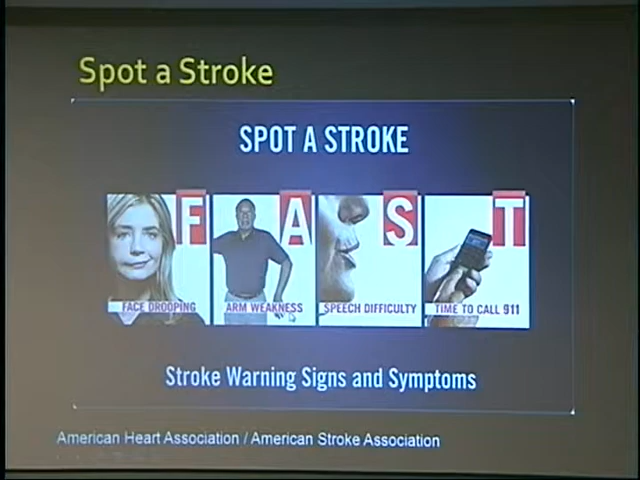 Spot a Stroke
SPOT A STROKE
F A S T
FACE DROOPING ARM WEAKNESS SPEECH DIFFICULTY TIME TO CALL 911
Stroke Warning Signs and Symptoms
American Heart Association / American Stroke Association